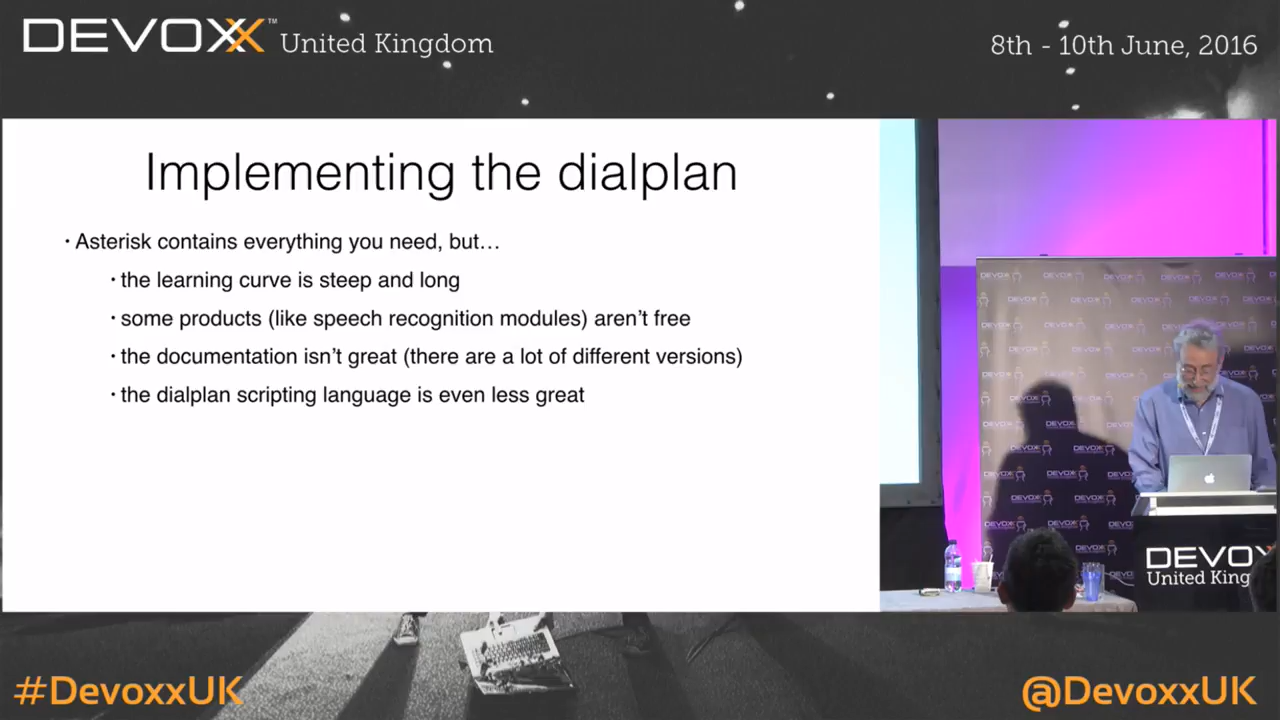 DEVOXX™ United Kingdom
8th - 10th June, 2016
Implementing the dialplan
· Asterisk contains everything you need, but…
· the learning curve is steep and long
· some products (like speech recognition modules) aren’t free
· the documentation isn’t great (there are a lot of different versions)
· the dialplan scripting language is even less great
DEVOX
United King
#DevoxxUK
@DevoxxUK